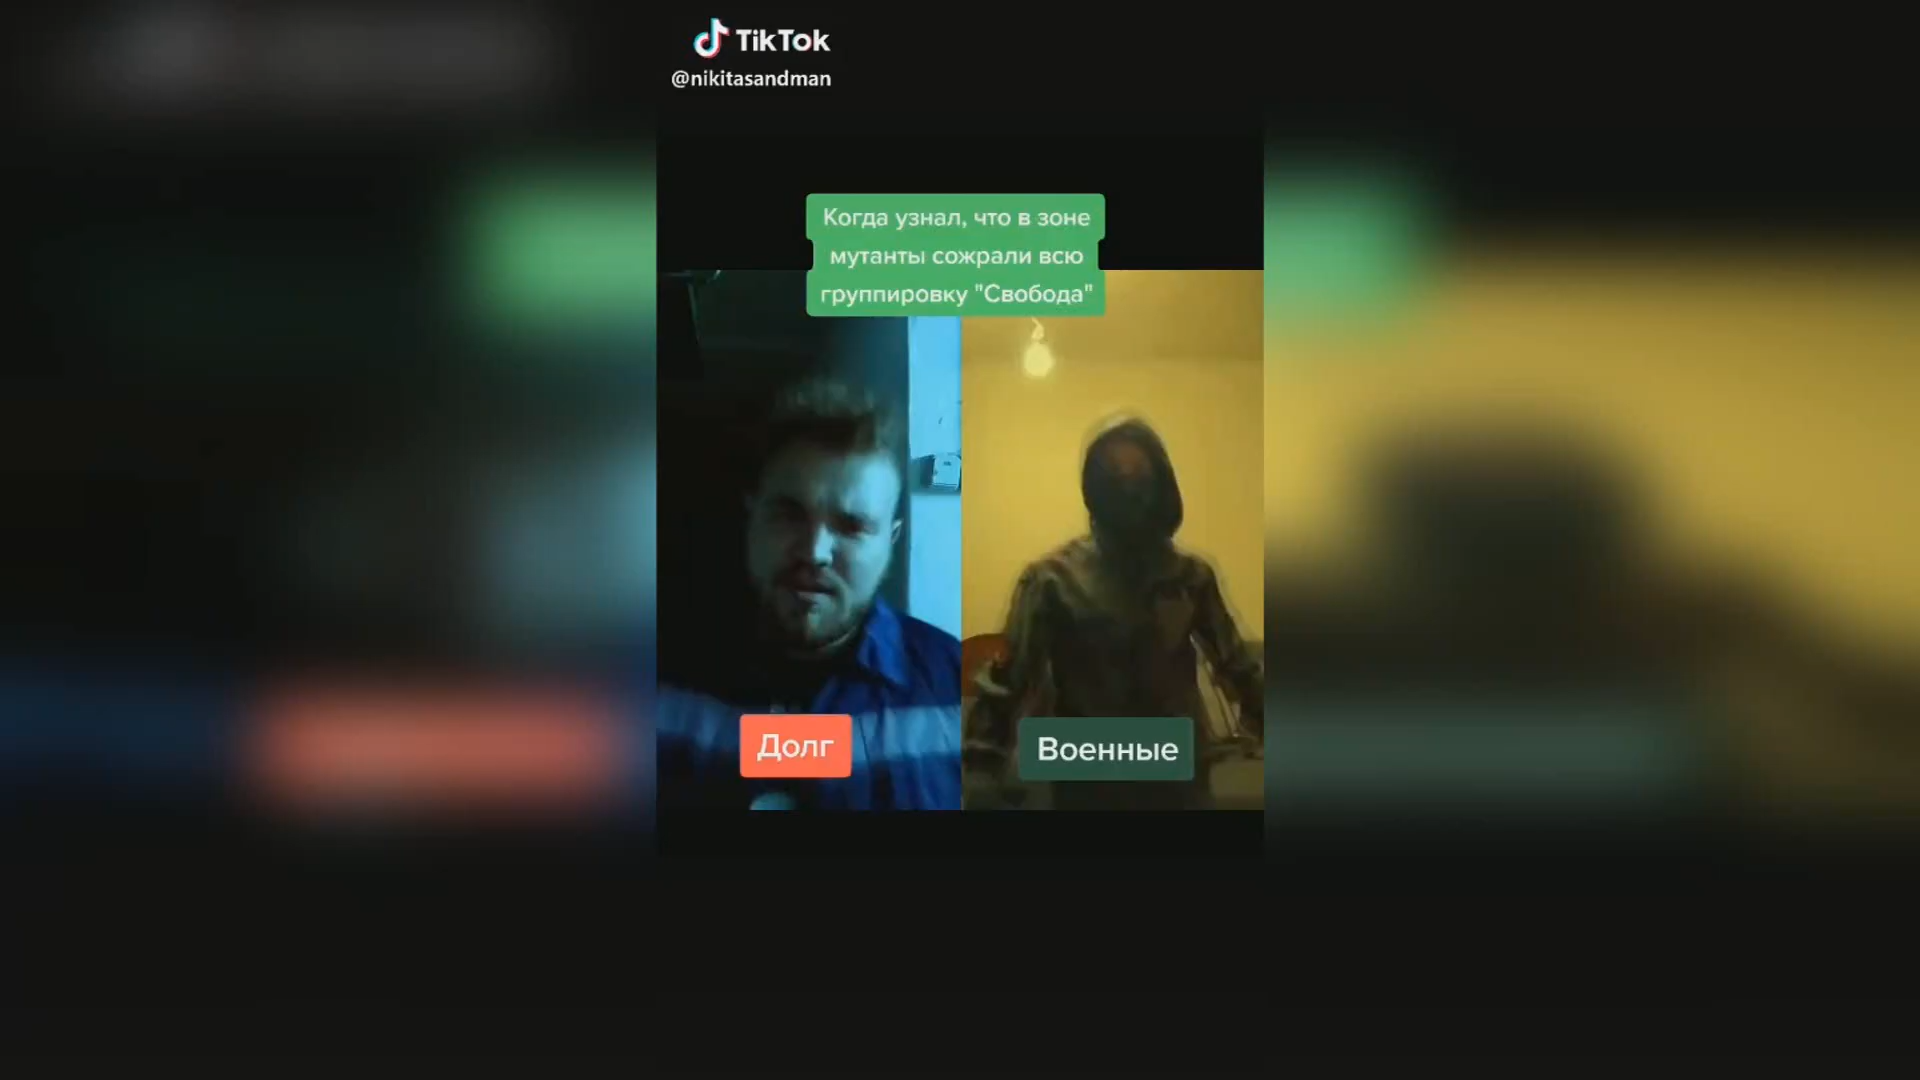 TikTok
@nikitasandman
Когда узнал, что в зоне
мутанты сожрали всю
группировку "Свобода"
Долг
Военные